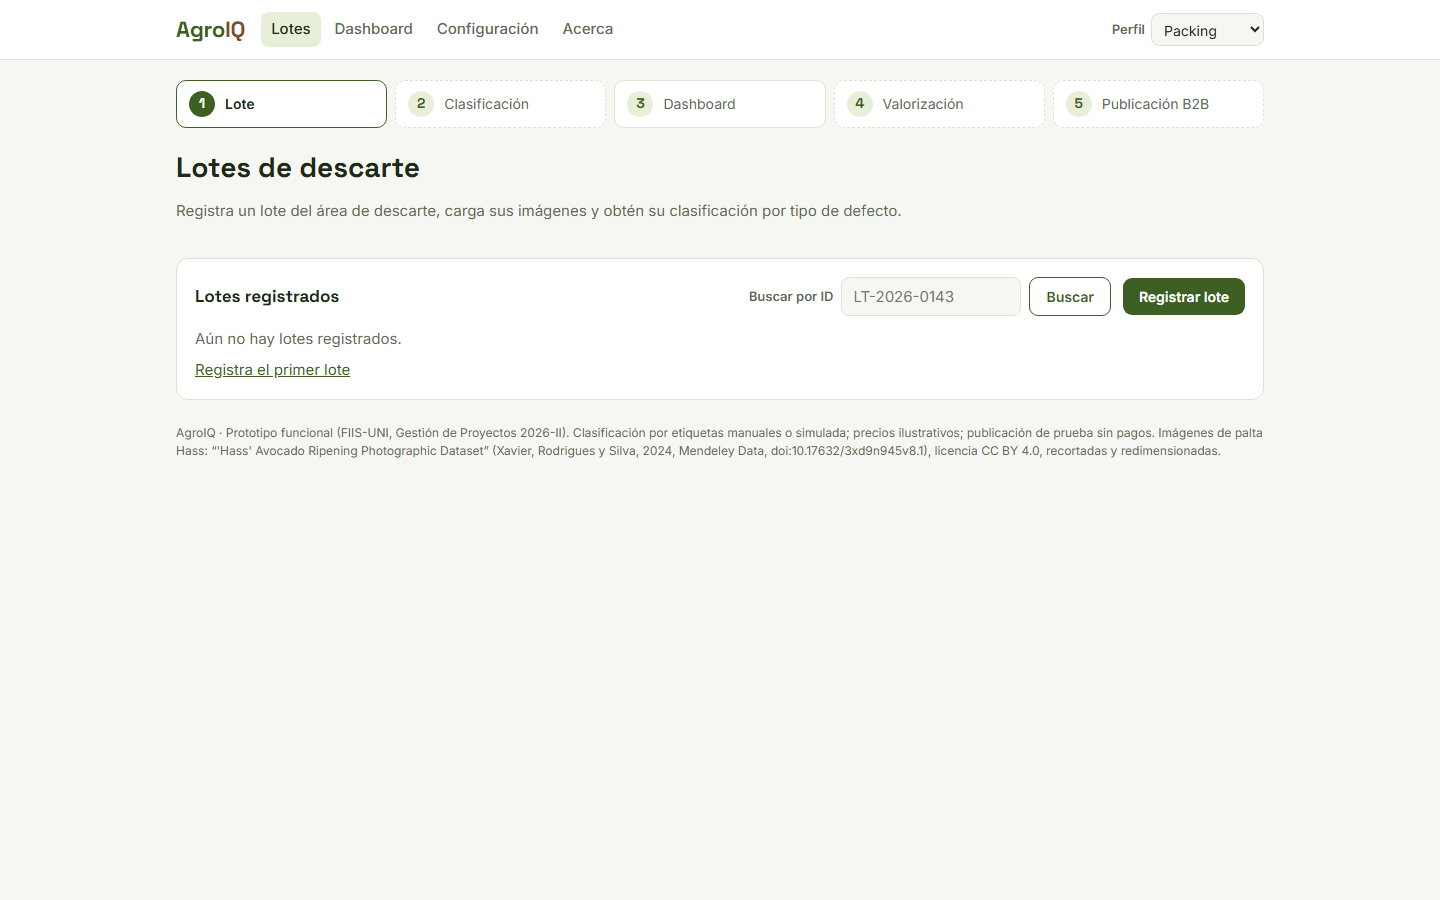 AgroIQ Lotes Dashboard Configuración Acerca Perfil Packing
1 Lote 2 Clasificación 3 Dashboard 4 Valorización 5 Publicación B2B
Lotes de descarte
Registra un lote del área de descarte, carga sus imágenes y obtén su clasificación por tipo de defecto.
Lotes registrados Buscar por ID LT-2026-0143 Buscar Registrar lote
Aún no hay lotes registrados.
Registra el primer lote
AgroIQ · Prototipo funcional (FIIS-UNI, Gestión de Proyectos 2026-II). Clasificación por etiquetas manuales o simulada; precios ilustrativos; publicación de prueba sin pagos. Imágenes de palta
Hass: “'Hass' Avocado Ripening Photographic Dataset” (Xavier, Rodrigues y Silva, 2024, Mendeley Data, doi:10.17632/3xd9n945v8.1), licencia CC BY 4.0, recortadas y redimensionadas.